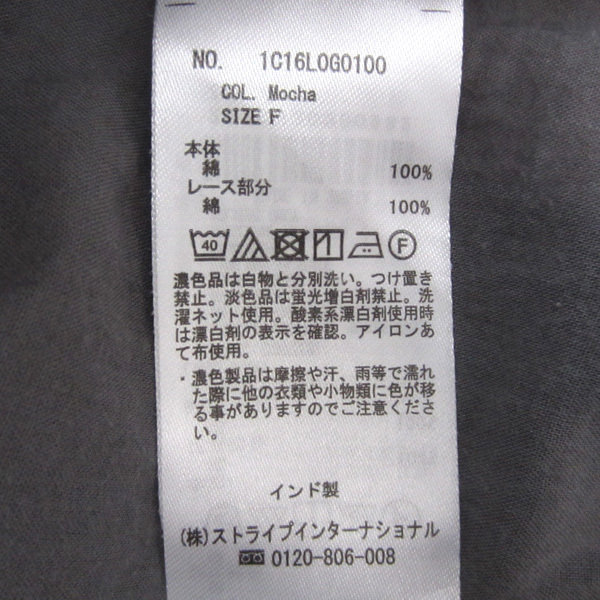 NO. 1C16L0G0100
COL. Mocha
SIZE F
本体
綿 100%
レース部分
綿 100%
40 F
濃色品は白物と分別洗い。つけ置き
禁止。淡色品は蛍光増白剤禁止。洗
濯ネット使用。酸素系漂白剤使用時
は漂白剤の表示を確認。アイロンあ
て布使用。
・濃色製品は摩擦や汗、雨等で濡れ
た際に他の衣類や小物類に色が移
る事がありますのでご注意くださ
い。
インド製
(株)ストライプインターナショナル
0120-806-008